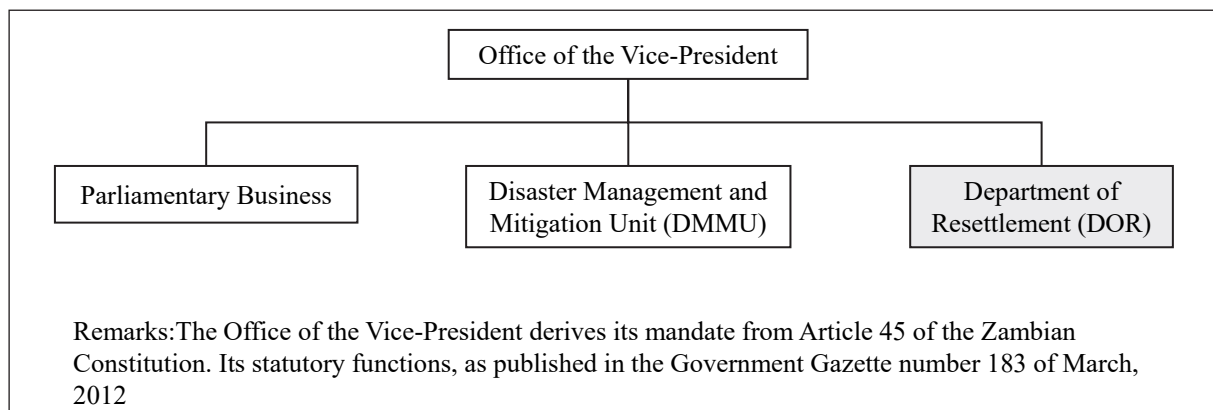 Office of the Vice-President
Parliamentary Business
Disaster Management and
Mitigation Unit (DMMU)
Department of
Resettlement (DOR)
Remarks:The Office of the Vice-President derives its mandate from Article 45 of the Zambian
Constitution. Its statutory functions, as published in the Government Gazette number 183 of March,
2012